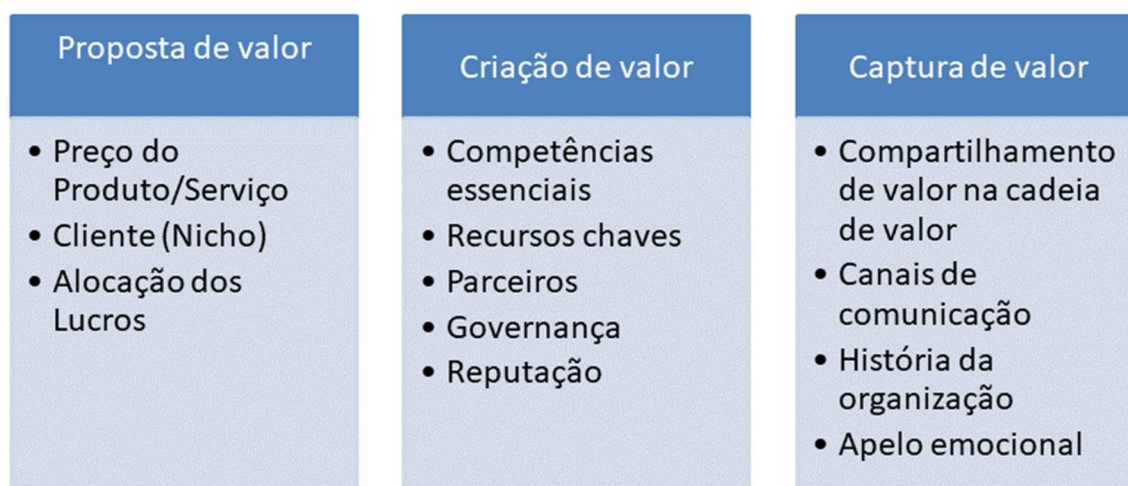 Proposta de valor
• Preço do
Produto/Serviço
• Cliente (Nicho)
• Alocação dos
Lucros
Criação de valor
• Competências
essenciais
• Recursos chaves
• Parceiros
• Governança
• Reputação
Captura de valor
• Compartilhamento
de valor na cadeia
de valor
• Canais de
comunicação
• História da
organização
• Apelo emocional